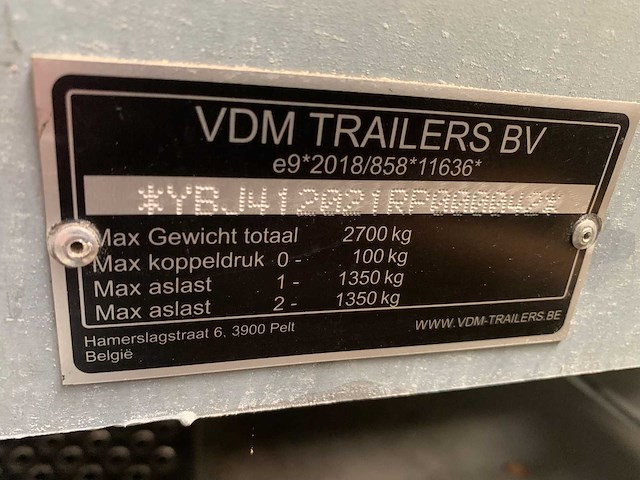 VDM TRAILERS BV
e9*2018/858*11636*
*YBJ412021RP000043*
Max Gewicht totaal 2700 kg
Max koppeldruk 0 - 100 kg
Max aslast 1 - 1350 kg
Max aslast 2 - 1350 kg
Hamerslagstraat 6, 3900 Pelt
België
WWW.VDM-TRAILERS.BE